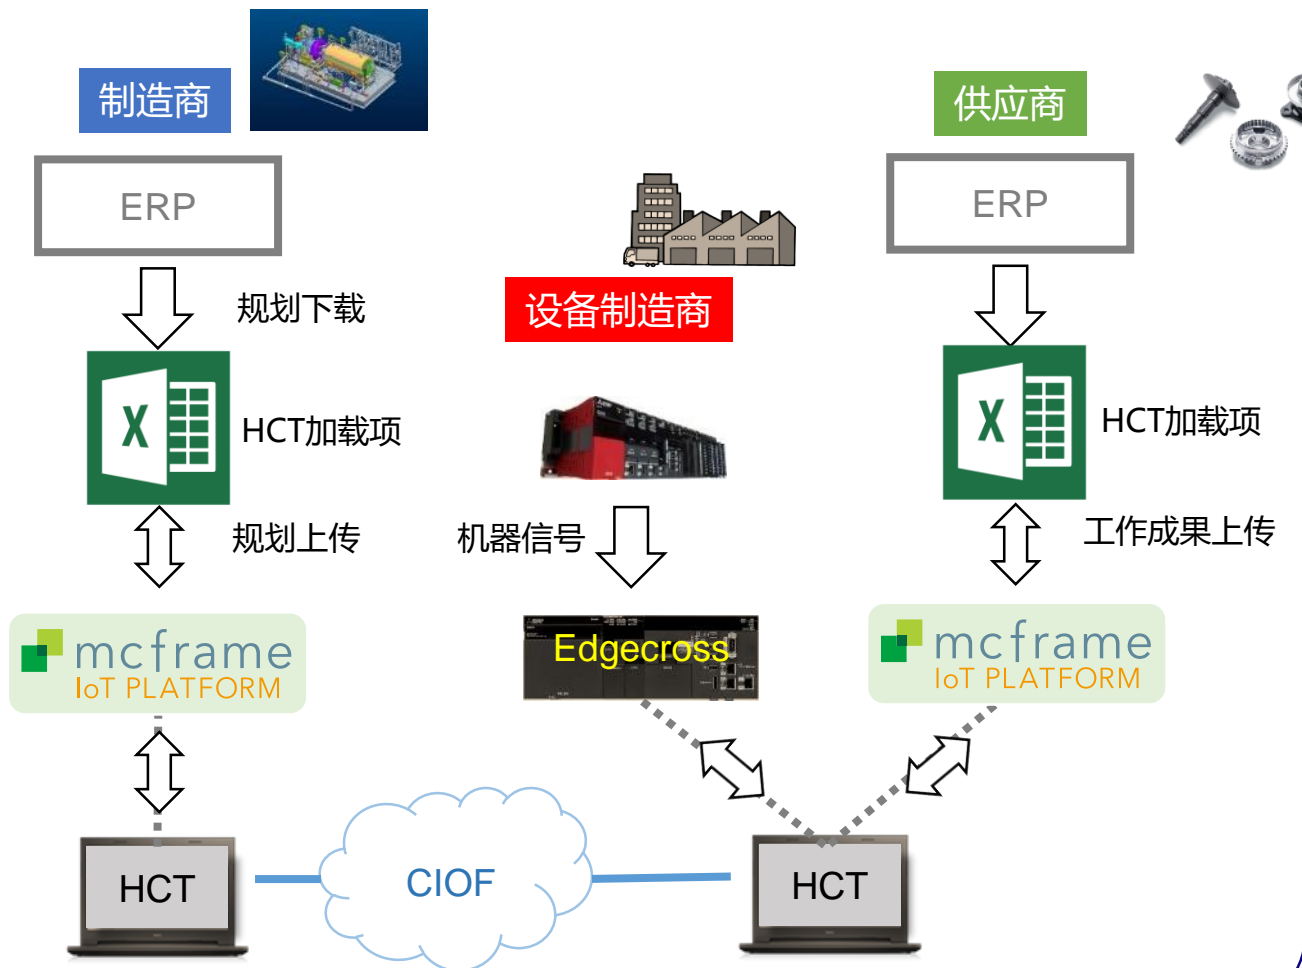 制造商
供应商
ERP
ERP
规划下载
设备制造商
X
HCT加载项
X
HCT加载项
规划上传
机器信号
工作成果上传
mcframe
IoT PLATFORM
Edgecross
mcframe
IoT PLATFORM
HCT
CIOF
HCT